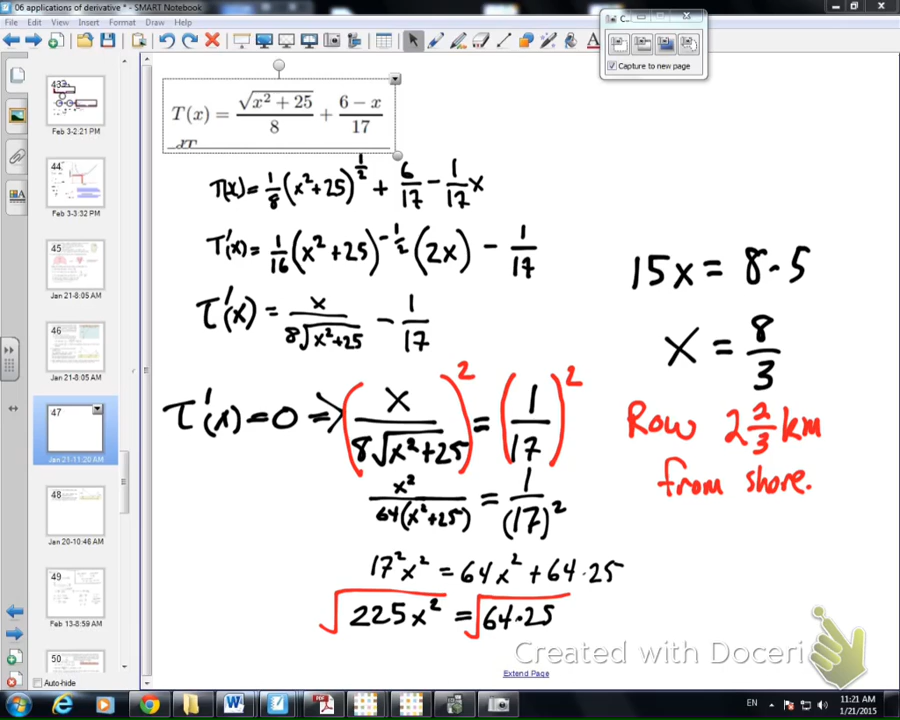 06 applications of derivative * - SMART Notebook
File Edit View Insert Format Draw Help
C...
Capture to new page
43
Feb 3-2:21 PM
44
Feb 3-3:32 PM
45
Jan 21-8:05 AM
46
Jan 21-8:05 AM
47
Jan 21-11:20 AM
48
Jan 20-10:46 AM
49
Feb 13-8:59 AM
50
Auto-hide
T(x) = √(x² + 25)/8 + (6 − x)/17
dT
T(x) = 1/8 (x²+25)^(1/2) + 6/17 − 1/17 x
T'(x) = 1/16 (x²+25)^(−1/2) (2x) − 1/17
T'(x) = x/(8√(x²+25)) − 1/17
T'(x) = 0 => (x/(8√(x²+25)))² = (1/17)²
x²/(64(x²+25)) = 1/(17)²
17²x² = 64x² + 64·25
√(225x²) = √(64·25)
15x = 8·5
x = 8/3
Row 2 2/3 km
from shore.
Created with Doceri
Extend Page
EN
11:21 AM
1/21/2015